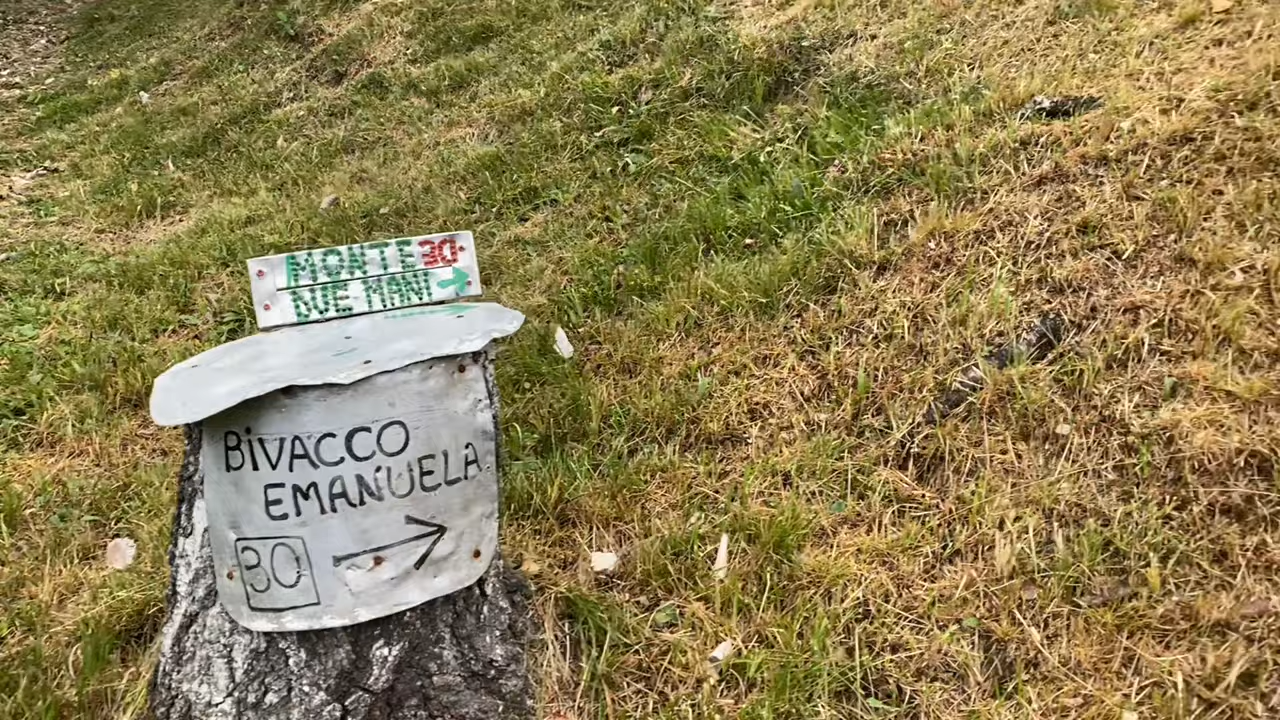 MONTE 30
DUE MANI
BIVACCO
EMANUELA
30